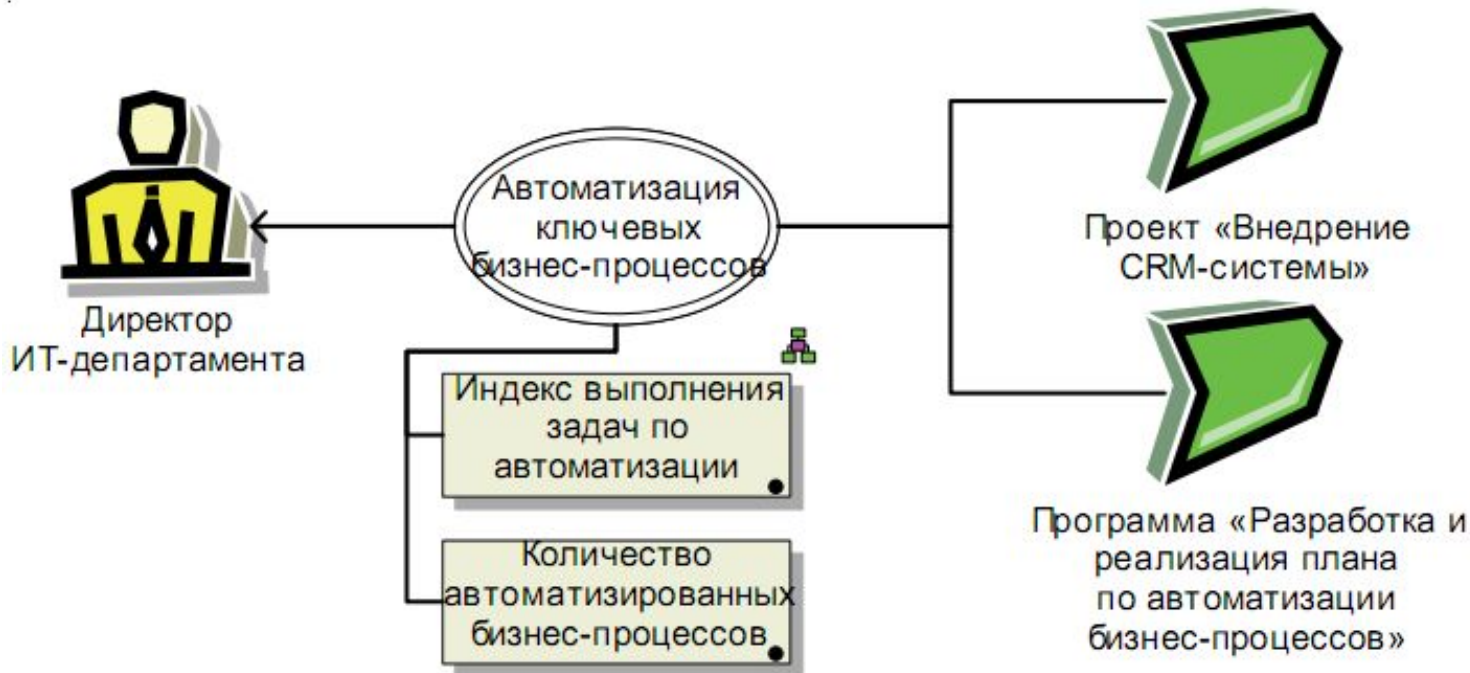 Автоматизация
ключевых
бизнес-процессов
Директор
ИТ-департамента
Проект «Внедрение
CRM-системы»
Индекс выполнения
задач по
автоматизации
Количество
автоматизированных
бизнес-процессов
Программа «Разработка и
реализация плана
по автоматизации
бизнес-процессов»